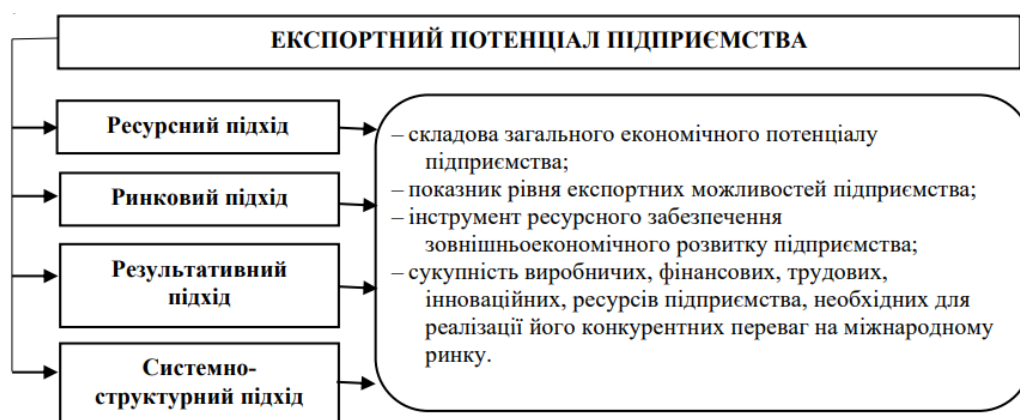 ЕКСПОРТНИЙ ПОТЕНЦІАЛ ПІДПРИЄМСТВА
Ресурсний підхід
Ринковий підхід
Результативний
підхід
Системно-
структурний підхід
– складова загального економічного потенціалу
підприємства;
– показник рівня експортних можливостей підприємства;
– інструмент ресурсного забезпечення
зовнішньоекономічного розвитку підприємства;
– сукупність виробничих, фінансових, трудових,
інноваційних, ресурсів підприємства, необхідних для
реалізації його конкурентних переваг на міжнародному
ринку.